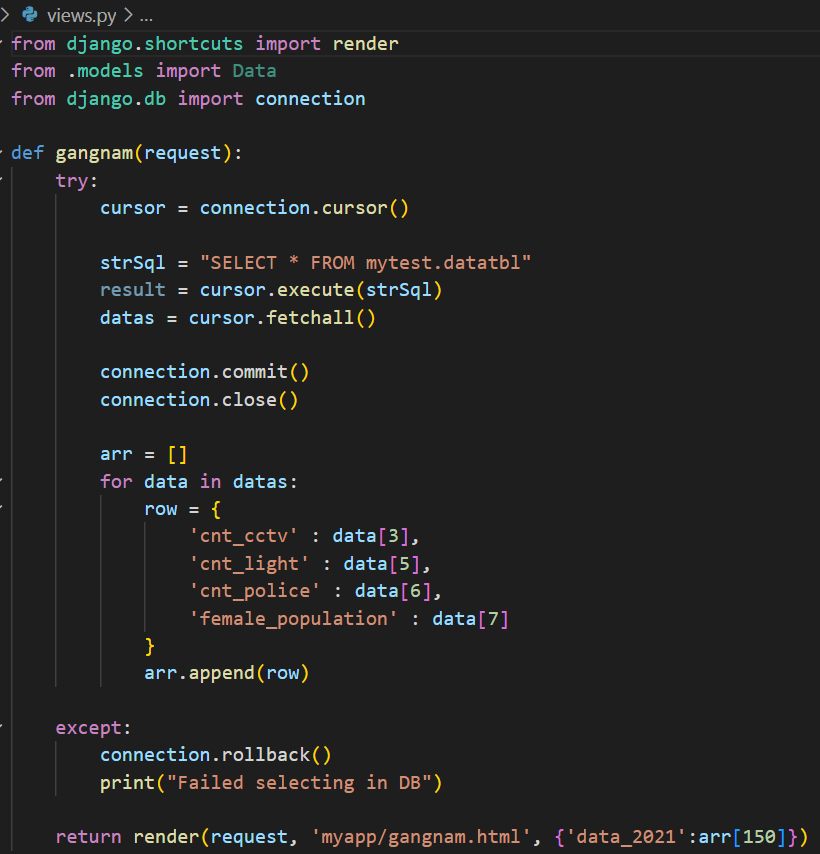 views.py > ...
from django.shortcuts import render
from .models import Data
from django.db import connection

def gangnam(request):
    try:
        cursor = connection.cursor()

        strSql = "SELECT * FROM mytest.datatbl"
        result = cursor.execute(strSql)
        datas = cursor.fetchall()

        connection.commit()
        connection.close()

        arr = []
        for data in datas:
            row = {
                'cnt_cctv' : data[3],
                'cnt_light' : data[5],
                'cnt_police' : data[6],
                'female_population' : data[7]
            }
            arr.append(row)

    except:
        connection.rollback()
        print("Failed selecting in DB")

    return render(request, 'myapp/gangnam.html', {'data_2021':arr[150]})